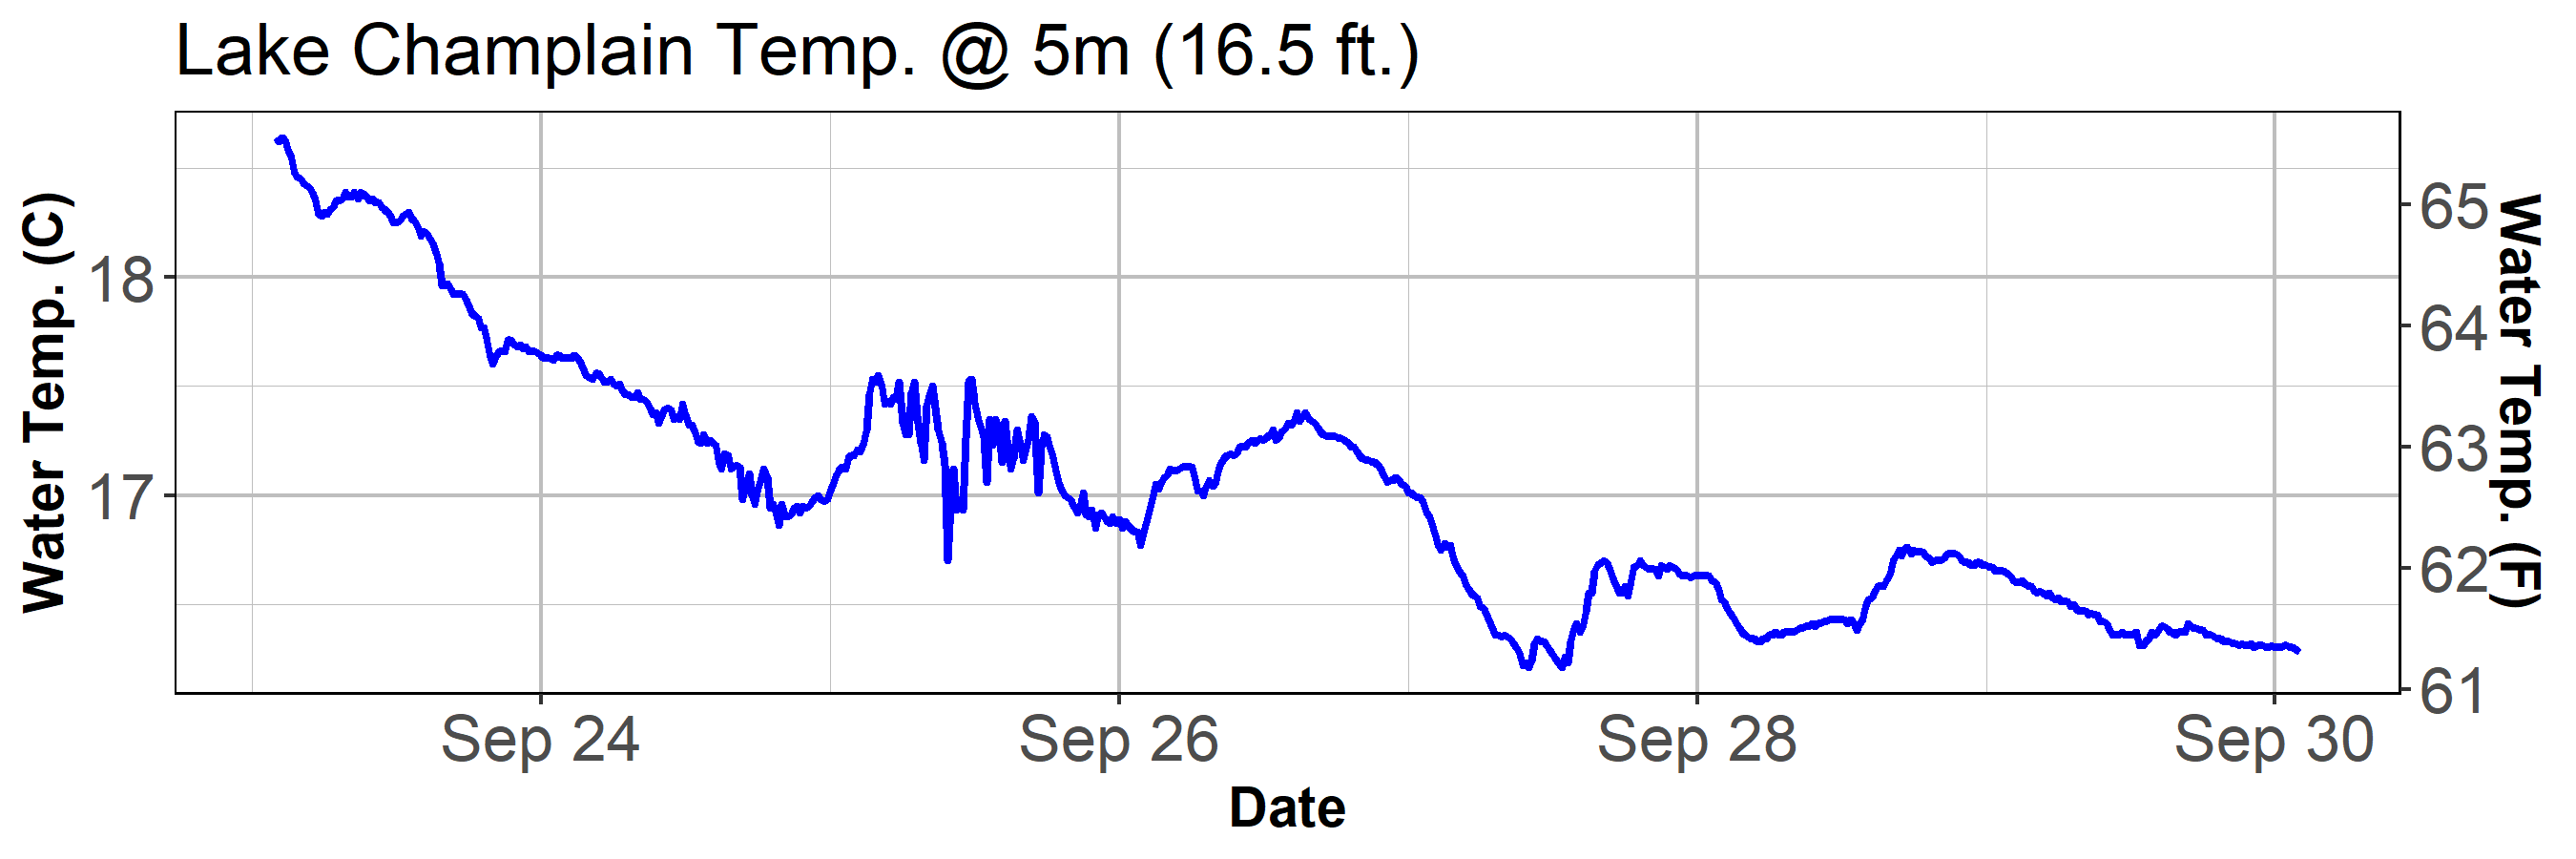 Lake Champlain Temp. @ 5m (16.5 ft.)
Water Temp. (C)
18
17
65
64
63
62
61
Water Temp. (F)
Sep 24
Sep 26
Sep 28
Sep 30
Date